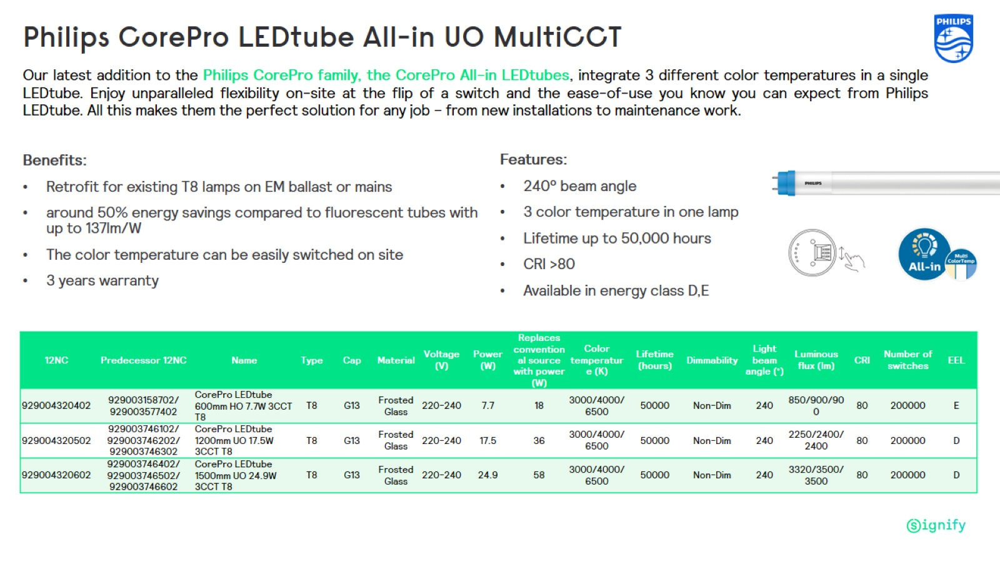 Philips CorePro LEDtube All-in UO MultiCCT
PHILIPS
Our latest addition to the Philips CorePro family, the CorePro All-in LEDtubes, integrate 3 different color temperatures in a single
LEDtube. Enjoy unparalleled flexibility on-site at the flip of a switch and the ease-of-use you know you can expect from Philips
LEDtube. All this makes them the perfect solution for any job – from new installations to maintenance work.
Benefits:
• Retrofit for existing T8 lamps on EM ballast or mains
• around 50% energy savings compared to fluorescent tubes with
up to 137lm/W
• The color temperature can be easily switched on site
• 3 years warranty
Features:
• 240º beam angle
• 3 color temperature in one lamp
• Lifetime up to 50,000 hours
• CRI >80
• Available in energy class D,E
PHILIPS
All-in
Multi
ColorTemp
12NC Predecessor 12NC Name Type Cap Material Voltage (V) Power (W) Replaces convention al source with power (W) Color temperatur e (K) Lifetime (hours) Dimmability Light beam angle (°) Luminous flux (lm) CRI Number of switches EEL
929004320402 929003158702/ 929003577402 CorePro LEDtube 600mm HO 7.7W 3CCT T8 T8 G13 Frosted Glass 220-240 7.7 18 3000/4000/ 6500 50000 Non-Dim 240 850/900/90 0 80 200000 E
929004320502 929003746102/ 929003746202/ 929003746302 CorePro LEDtube 1200mm UO 17.5W 3CCT T8 T8 G13 Frosted Glass 220-240 17.5 36 3000/4000/ 6500 50000 Non-Dim 240 2250/2400/ 2400 80 200000 D
929004320602 929003746402/ 929003746502/ 929003746602 CorePro LEDtube 1500mm UO 24.9W 3CCT T8 T8 G13 Frosted Glass 220-240 24.9 58 3000/4000/ 6500 50000 Non-Dim 240 3320/3500/ 3500 80 200000 D
Signify